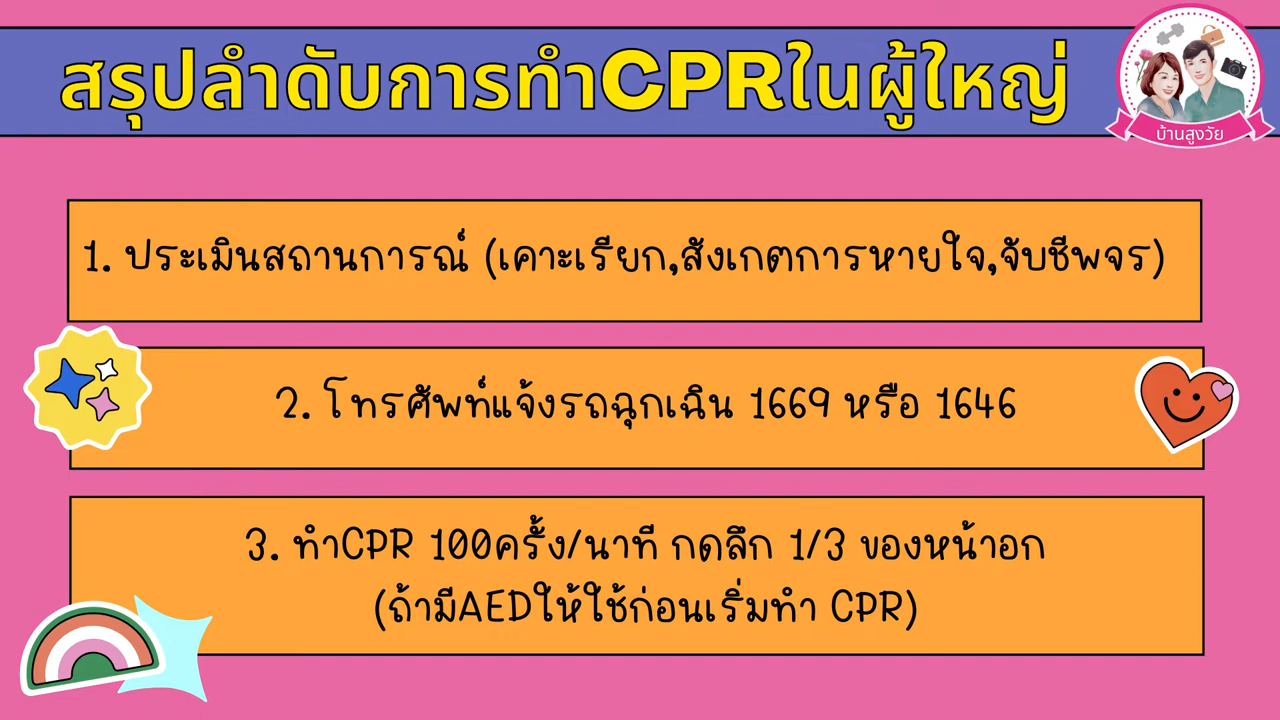 สรุปลำดับการทำCPRในผู้ใหญ่
บ้านสูงวัย
1. ประเมินสถานการณ์ (เคาะเรียก,สังเกตการหายใจ,จับชีพจร)
2. โทรศัพท์แจ้งรถฉุกเฉิน 1669 หรือ 1646
3. ทำCPR 100ครั้ง/นาที กดลึก 1/3 ของหน้าอก
(ถ้ามีAEDให้ใช้ก่อนเริ่มทำ CPR)